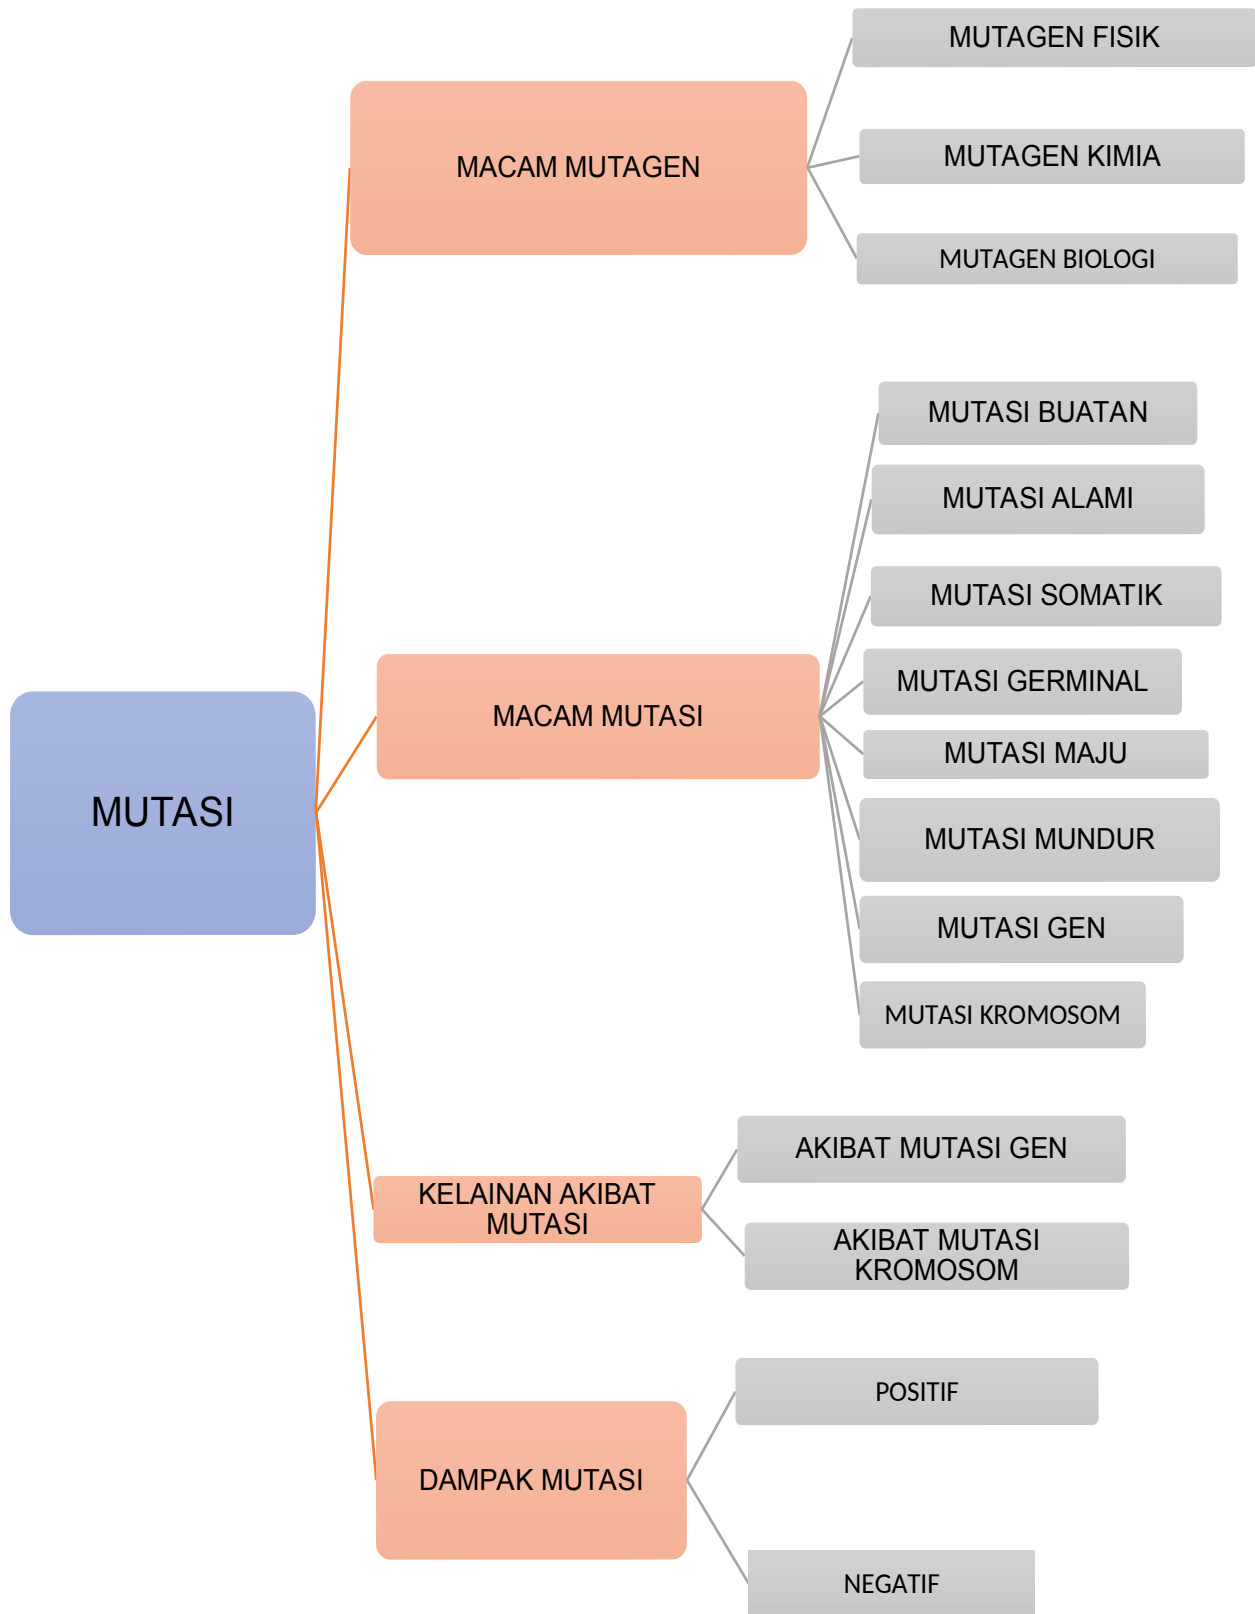 MUTASI
MACAM MUTAGEN
MUTAGEN FISIK
MUTAGEN KIMIA
MUTAGEN BIOLOGI
MACAM MUTASI
MUTASI BUATAN
MUTASI ALAMI
MUTASI SOMATIK
MUTASI GERMINAL
MUTASI MAJU
MUTASI MUNDUR
MUTASI GEN
MUTASI KROMOSOM
KELAINAN AKIBAT
MUTASI
AKIBAT MUTASI GEN
AKIBAT MUTASI
KROMOSOM
DAMPAK MUTASI
POSITIF
NEGATIF